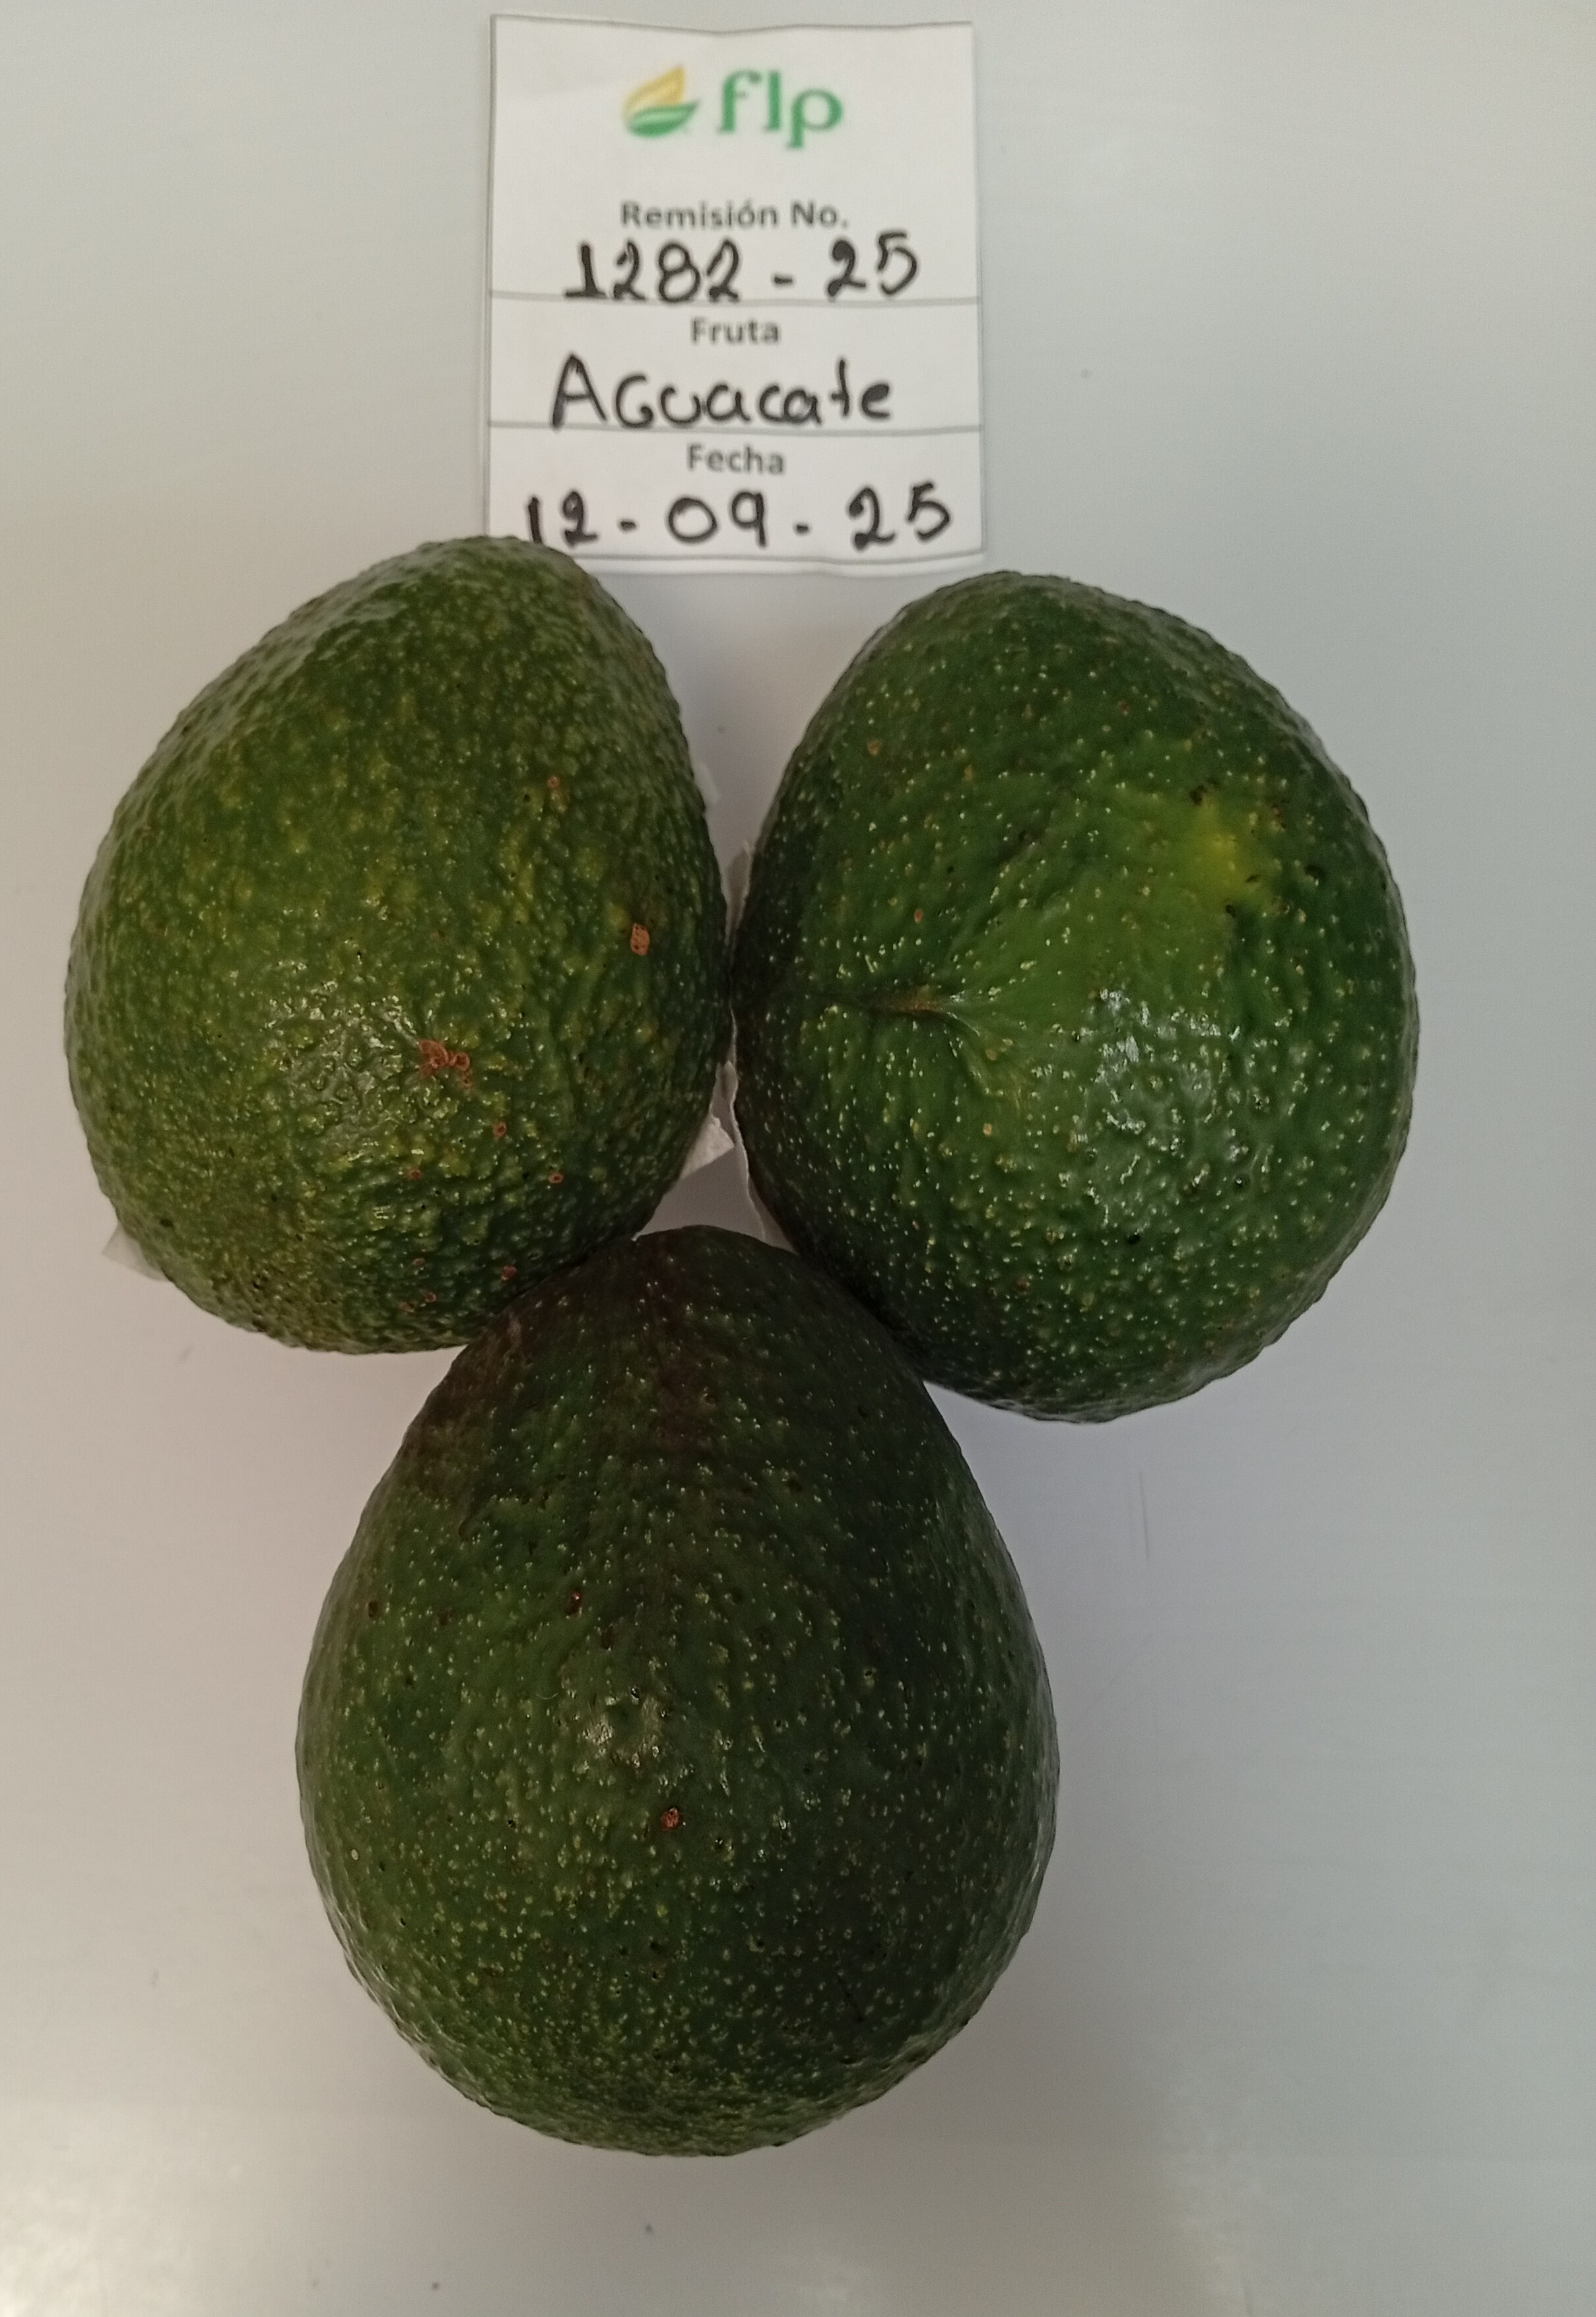 flp
Remisión No.
1282 - 25
Fruta
AGuacate
Fecha
12 - 09 - 25